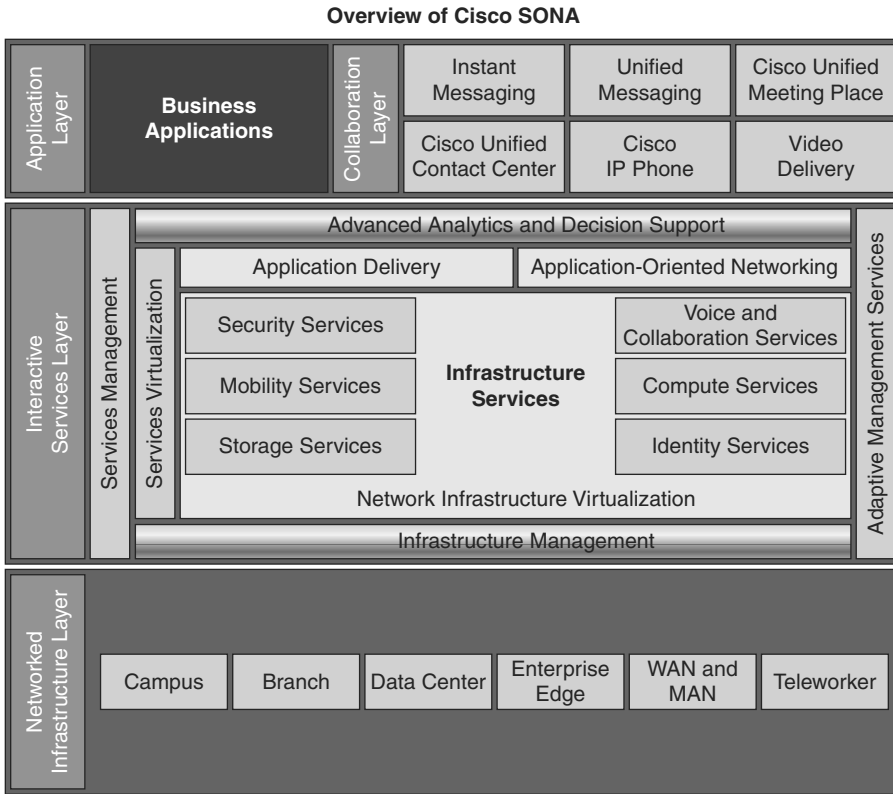 Overview of Cisco SONA
Application
Layer
Business
Applications
Collaboration
Layer
Instant
Messaging
Unified
Messaging
Cisco Unified
Meeting Place
Cisco Unified
Contact Center
Cisco
IP Phone
Video
Delivery
Interactive
Services Layer
Services Management
Advanced Analytics and Decision Support
Services Virtualization
Application Delivery
Application-Oriented Networking
Security Services
Voice and
Collaboration Services
Mobility Services
Infrastructure
Services
Compute Services
Storage Services
Identity Services
Network Infrastructure Virtualization
Infrastructure Management
Adaptive Management Services
Networked
Infrastructure Layer
Campus
Branch
Data Center
Enterprise
Edge
WAN and
MAN
Teleworker